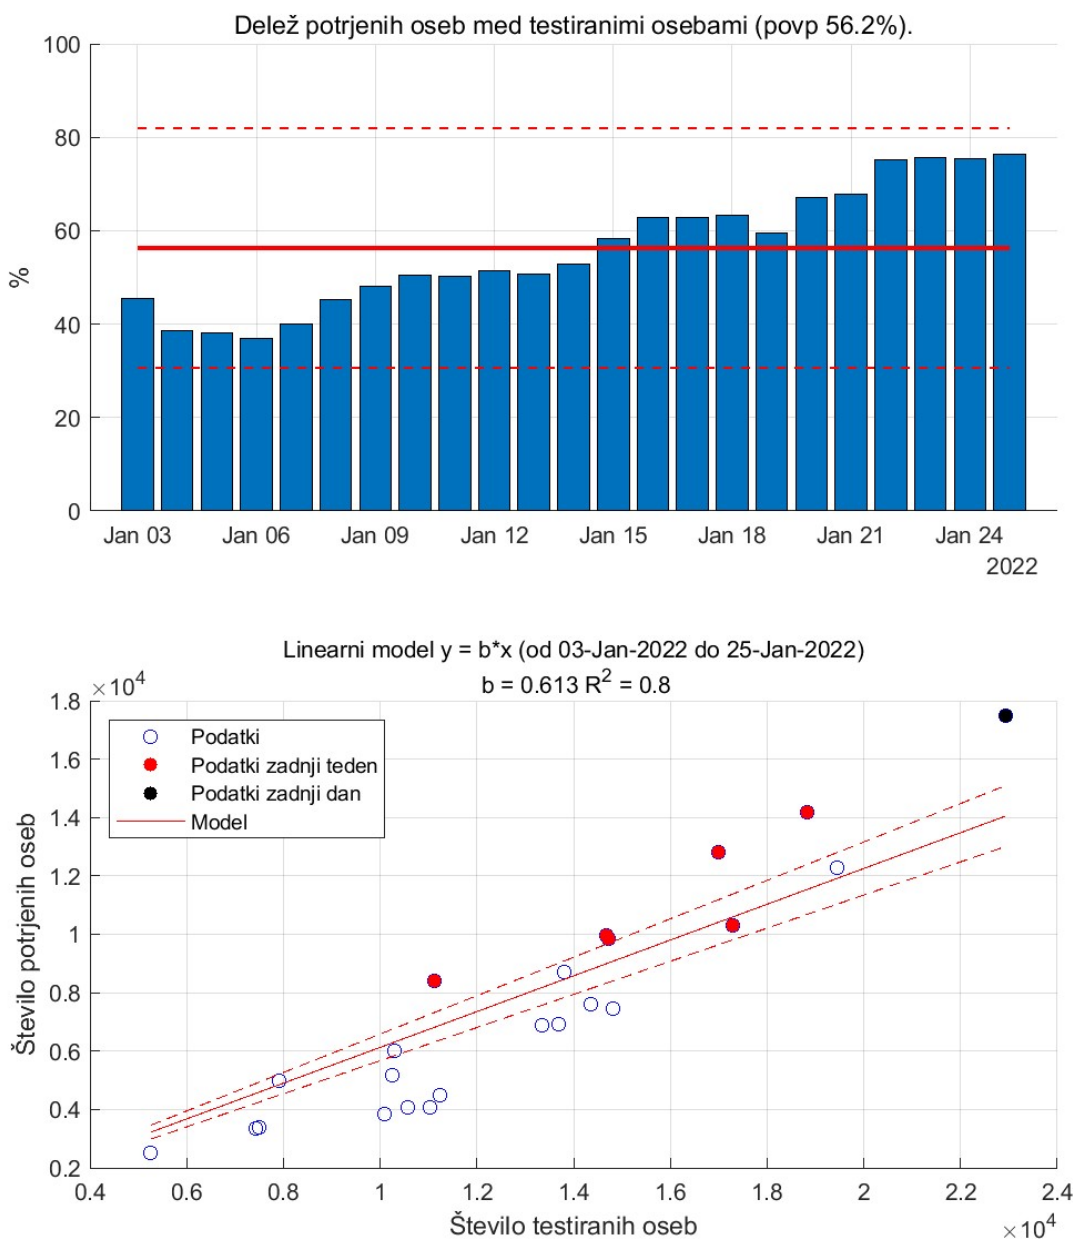 Delež potrjenih oseb med testiranimi osebami (povp 56.2%).
100
80
60
40
20
0
%
Jan 03 Jan 06 Jan 09 Jan 12 Jan 15 Jan 18 Jan 21 Jan 24
2022
Linearni model y = b*x (od 03-Jan-2022 do 25-Jan-2022)
b = 0.613 R² = 0.8
×10⁴
1.8
1.6
1.4
1.2
1
0.8
0.6
0.4
0.2
Število potrjenih oseb
Podatki
Podatki zadnji teden
Podatki zadnji dan
Model
0.4 0.6 0.8 1 1.2 1.4 1.6 1.8 2 2.2 2.4
Število testiranih oseb
×10⁴